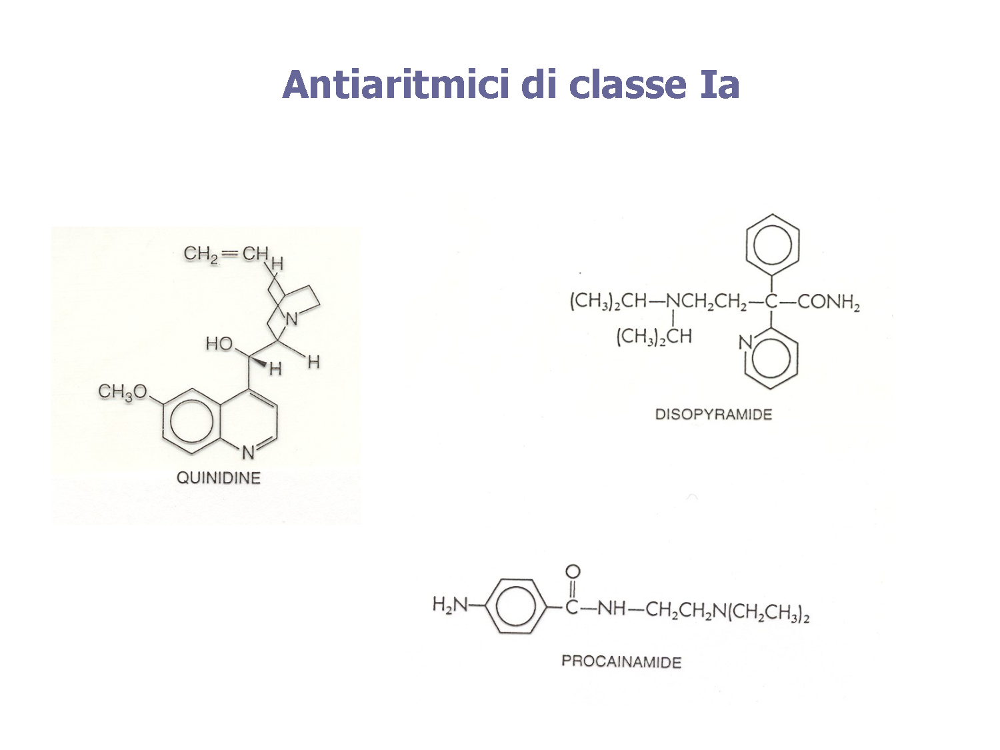 Antiaritmici di classe Ia
CH₂=CH
H
N
HO
H
H
CH₃O
N
QUINIDINE
(CH₃)₂CH—NCH₂CH₂—C—CONH₂
(CH₃)₂CH
N
DISOPYRAMIDE
O
H₂N— —C—NH—CH₂CH₂N(CH₂CH₃)₂
PROCAINAMIDE